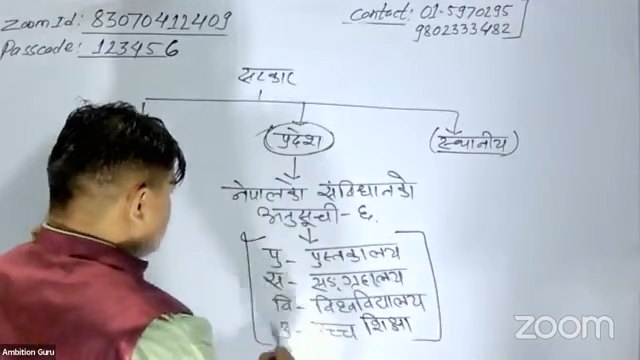 Zoom Id: 83070412409
Passcode: 123456
Contact: 01-5970295
9802333482
सरकार
प्रदेश
स्थानीय
नेपालको संविधानको
अनुसूची - ६
पु - पुस्तकालय
स - सङ्ग्रहालय
वि - विश्वविद्यालय
उ - उच्च शिक्षा
zoom
Ambition Guru